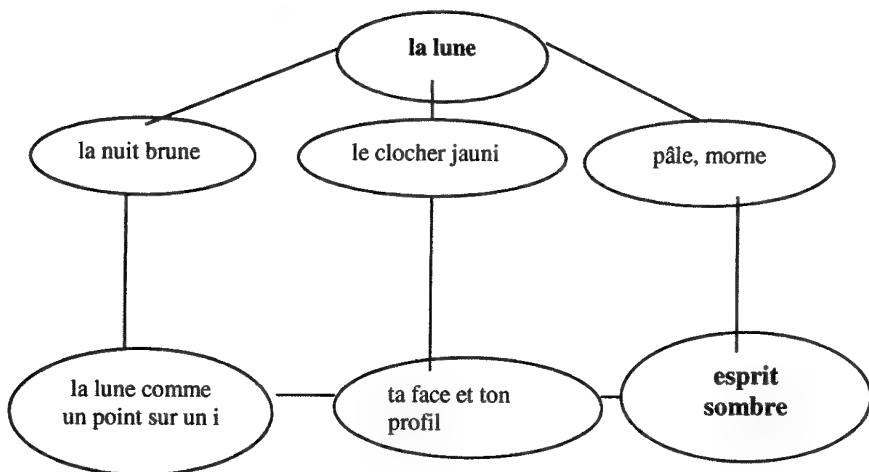 la lune
la nuit brune
le clocher jauni
pâle, morne
la lune comme
un point sur un i
ta face et ton
profil
esprit
sombre